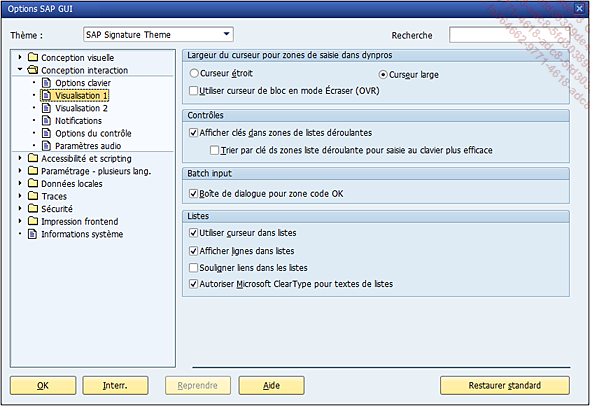 Options SAP GUI
Thème : SAP Signature Theme Recherche
Conception visuelle
Conception interaction
Options clavier
Visualisation 1
Visualisation 2
Notifications
Options du contrôle
Paramètres audio
Accessibilité et scripting
Paramétrage - plusieurs lang.
Données locales
Traces
Sécurité
Impression frontend
Informations système
Largeur du curseur pour zones de saisie dans dynpros
Curseur étroit Curseur large
Utiliser curseur de bloc en mode Écraser (OVR)
Contrôles
Afficher clés dans zones de listes déroulantes
Trier par clé ds zones liste déroulante pour saisie au clavier plus efficace
Batch input
Boîte de dialogue pour zone code OK
Listes
Utiliser curseur dans listes
Afficher lignes dans listes
Souligner liens dans les listes
Autoriser Microsoft ClearType pour textes de listes
OK Interr. Reprendre Aide Restaurer standard